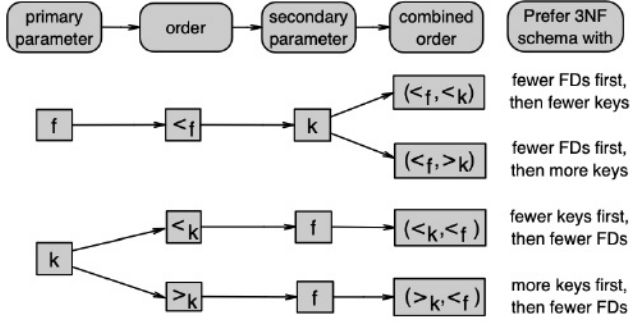 primary
parameter
order
secondary
parameter
combined
order
Prefer 3NF
schema with
f
<f
k
(<f,<k)
fewer FDs first,
then fewer keys
(<f,>k)
fewer FDs first,
then more keys
k
<k
f
(<k,<f)
fewer keys first,
then fewer FDs
>k
f
(>k,<f)
more keys first,
then fewer FDs